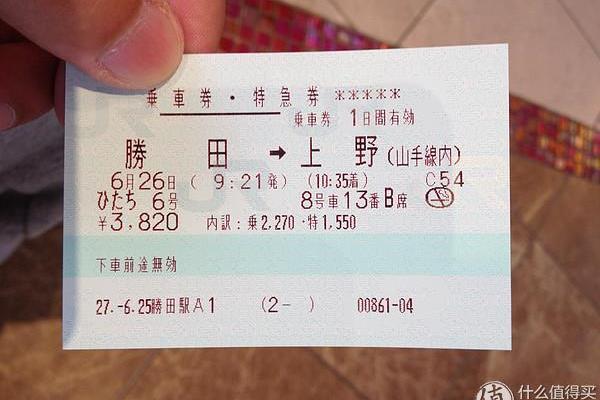 乗車券・特急券 *****
乗車券 1日間有効
勝田 → 上野 (山手線内)
6月26日 ( 9:21発) (10:35着) C54
ひたち 6号 8号車13番B席
¥3,820 内訳:乗2,270・特1,550
下車前途無効
27.-6.25勝田駅A1 (2- ) 00861-04
值 什么值得买